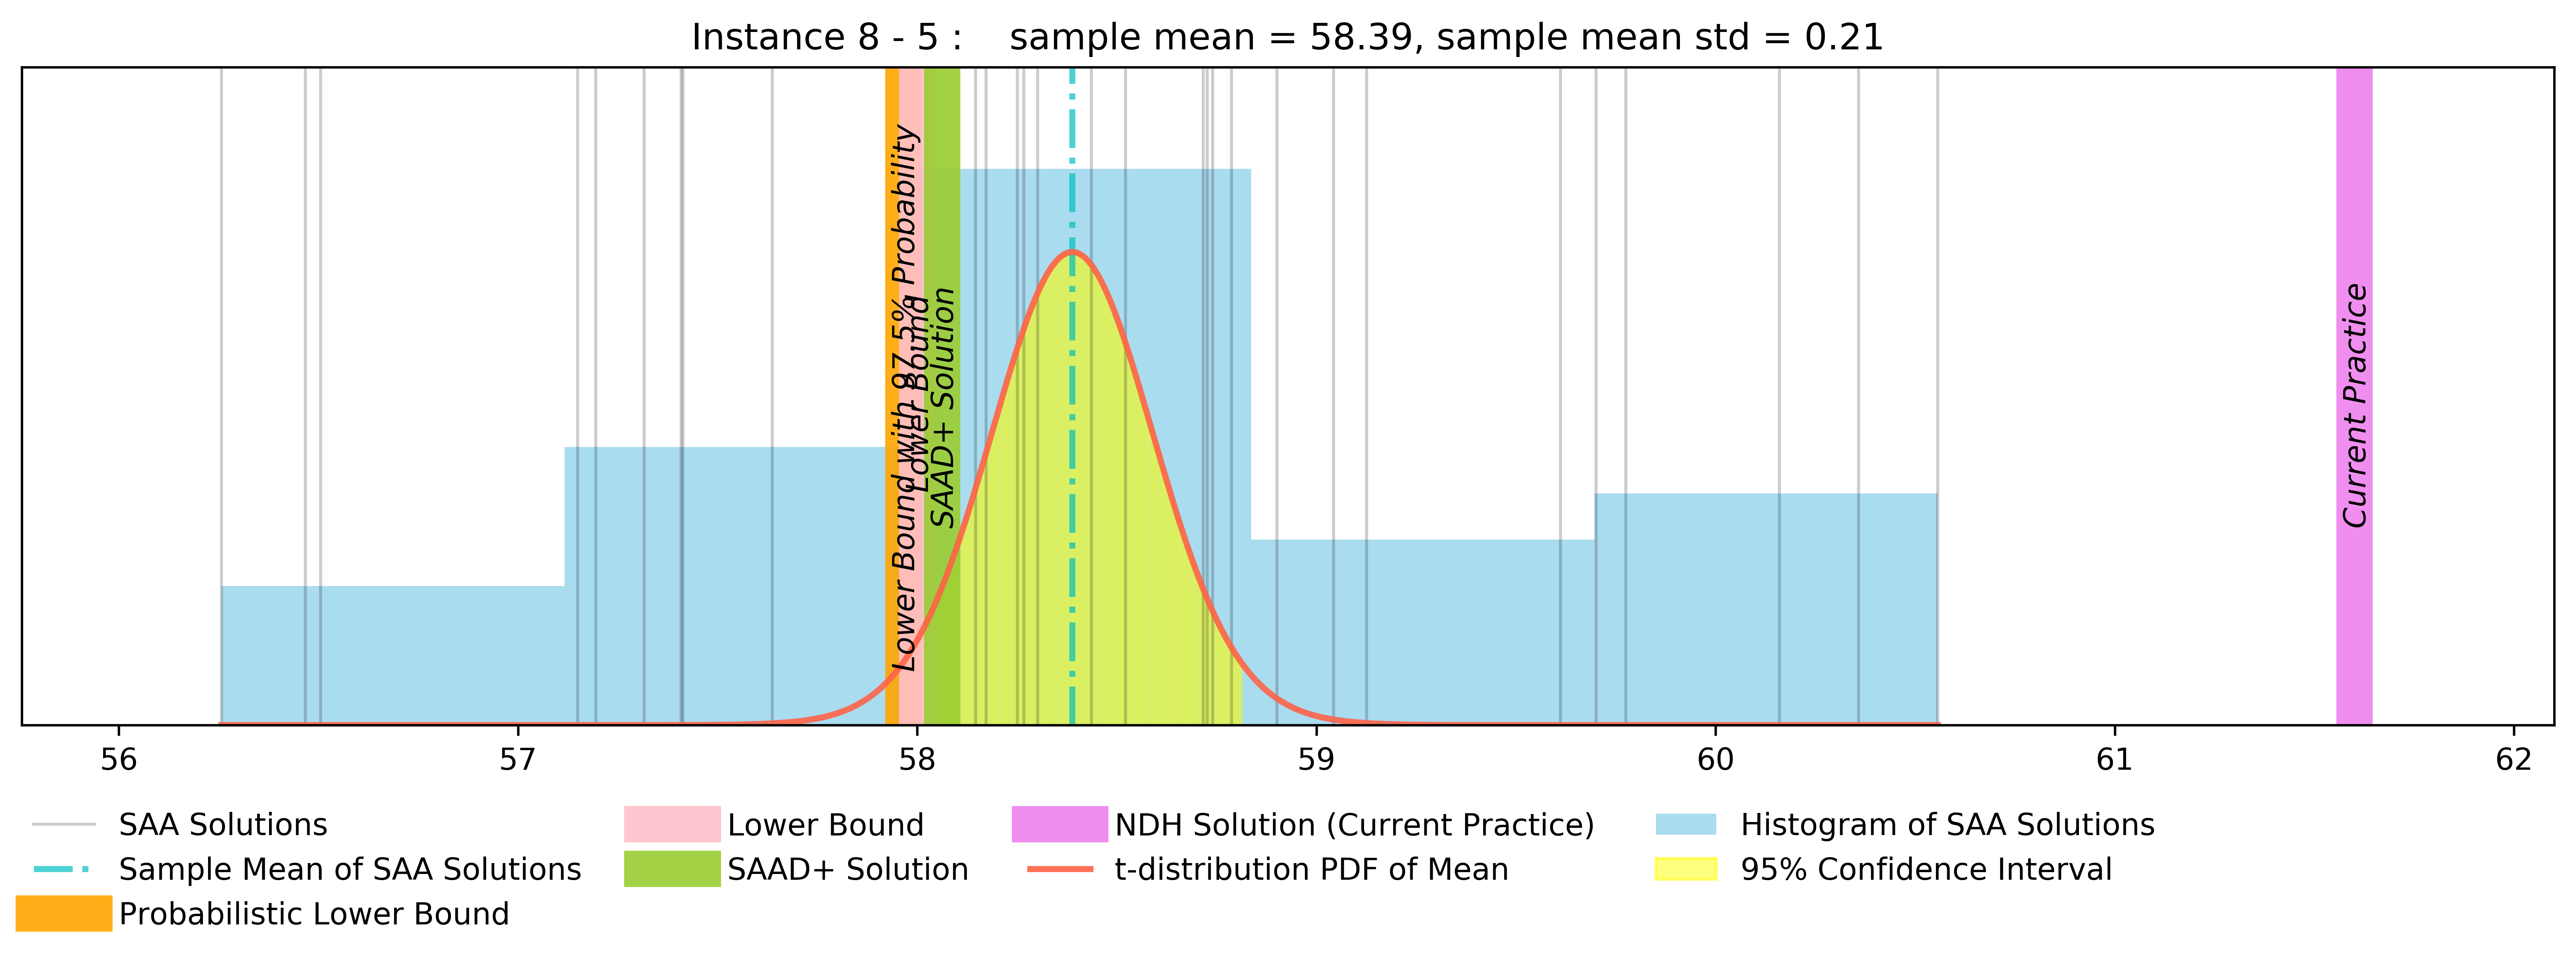 Instance 8 - 5 :    sample mean = 58.39, sample mean std = 0.21
Lower Bound with 97.5% Probability
Lower Bound
SAAD+ Solution
Current Practice
56 57 58 59 60 61 62
SAA Solutions
Sample Mean of SAA Solutions
Probabilistic Lower Bound
Lower Bound
SAAD+ Solution
NDH Solution (Current Practice)
t-distribution PDF of Mean
Histogram of SAA Solutions
95% Confidence Interval